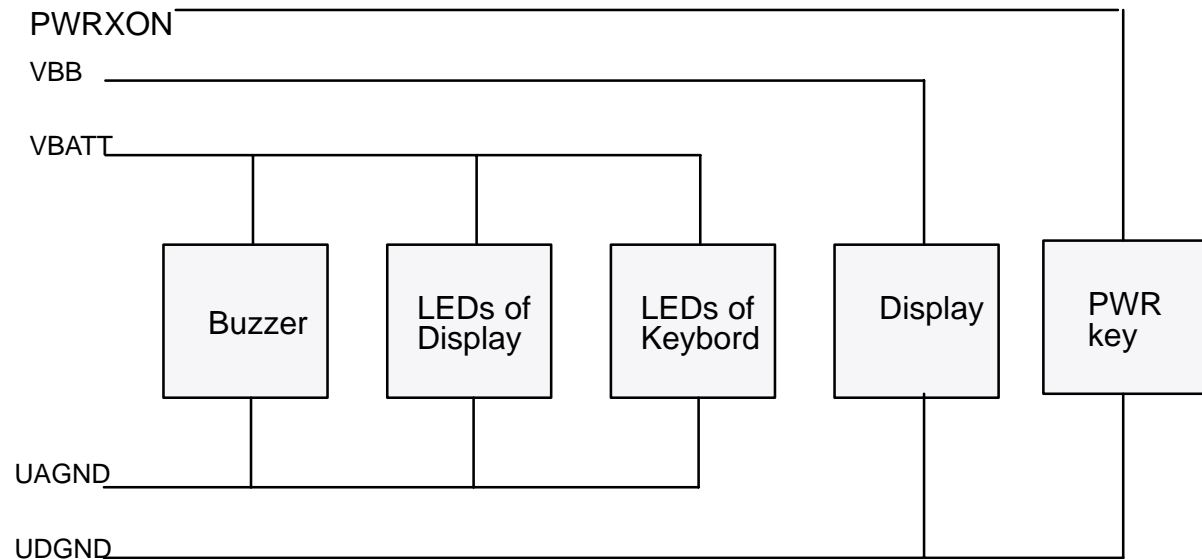 PWRXON
VBB
VBATT
Buzzer
LEDs of
Display
LEDs of
Keybord
Display
PWR
key
UAGND
UDGND